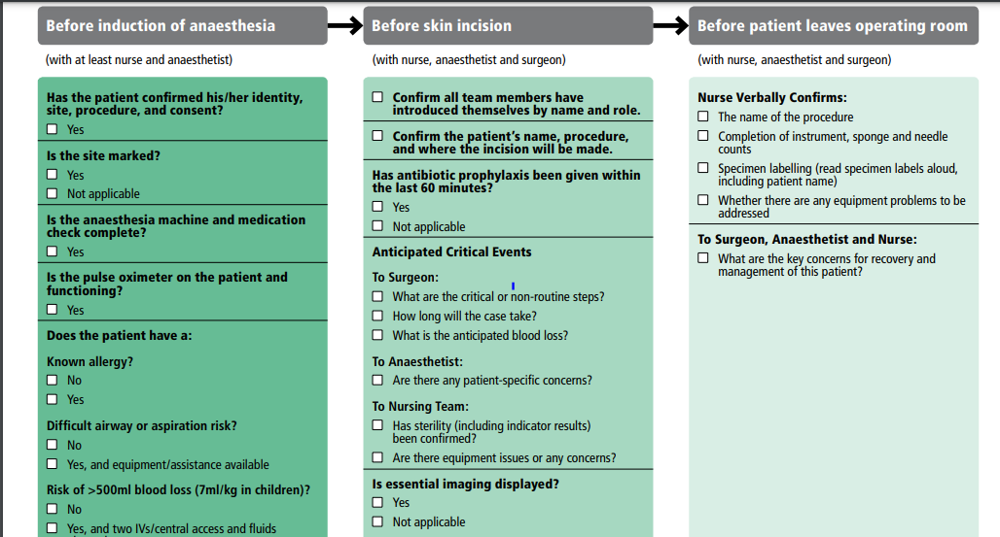 Before induction of anaesthesia
(with at least nurse and anaesthetist)
Has the patient confirmed his/her identity,
site, procedure, and consent?
Yes
Is the site marked?
Yes
Not applicable
Is the anaesthesia machine and medication
check complete?
Yes
Is the pulse oximeter on the patient and
functioning?
Yes
Does the patient have a:
Known allergy?
No
Yes
Difficult airway or aspiration risk?
No
Yes, and equipment/assistance available
Risk of >500ml blood loss (7ml/kg in children)?
No
Yes, and two IVs/central access and fluids
Before skin incision
(with nurse, anaesthetist and surgeon)
Confirm all team members have
introduced themselves by name and role.
Confirm the patient's name, procedure,
and where the incision will be made.
Has antibiotic prophylaxis been given within
the last 60 minutes?
Yes
Not applicable
Anticipated Critical Events
To Surgeon:
What are the critical or non-routine steps?
How long will the case take?
What is the anticipated blood loss?
To Anaesthetist:
Are there any patient-specific concerns?
To Nursing Team:
Has sterility (including indicator results)
been confirmed?
Are there equipment issues or any concerns?
Is essential imaging displayed?
Yes
Not applicable
Before patient leaves operating room
(with nurse, anaesthetist and surgeon)
Nurse Verbally Confirms:
The name of the procedure
Completion of instrument, sponge and needle
counts
Specimen labelling (read specimen labels aloud,
including patient name)
Whether there are any equipment problems to be
addressed
To Surgeon, Anaesthetist and Nurse:
What are the key concerns for recovery and
management of this patient?